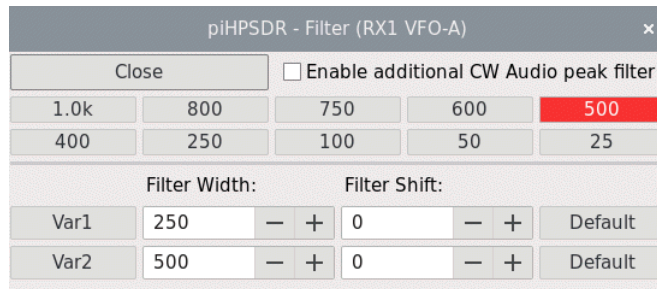 piHPSDR - Filter (RX1 VFO-A) ×
Close Enable additional CW Audio peak filter
1.0k 800 750 600 500
400 250 100 50 25
Filter Width: Filter Shift:
Var1 250 − + 0 − + Default
Var2 500 − + 0 − + Default